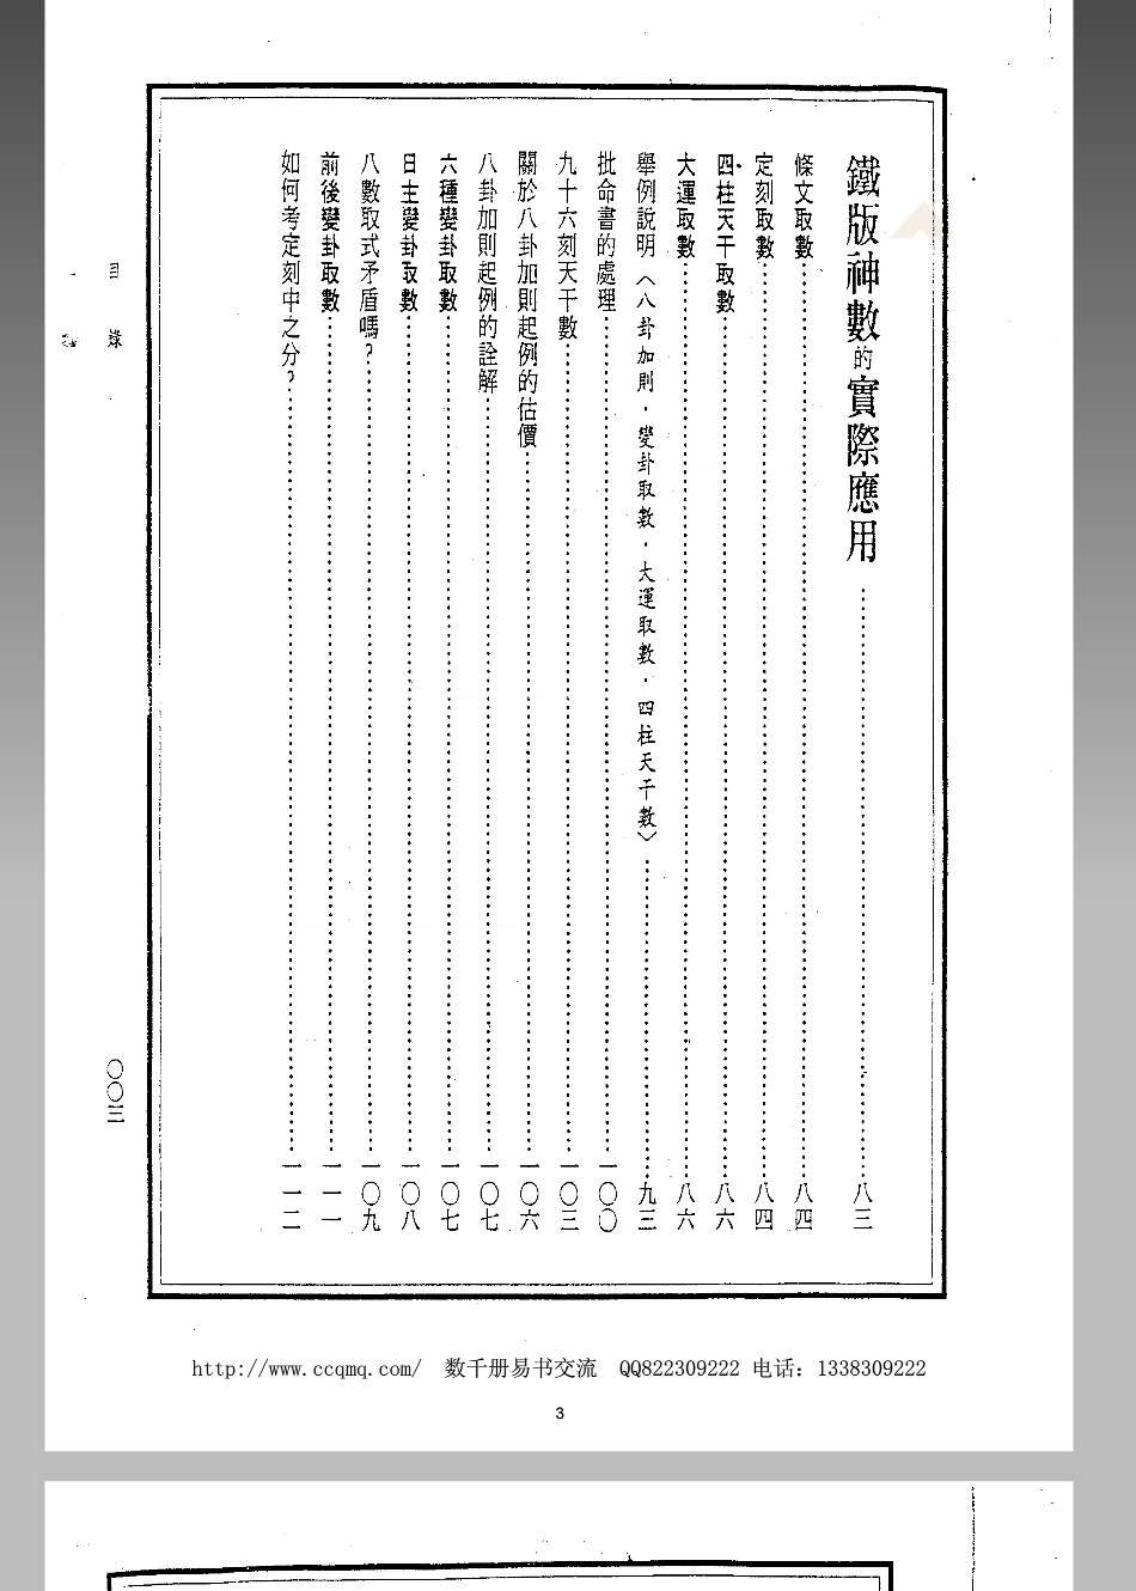 鐵版神數的實際應用……八三
條文取數……八四
定刻取數……八四
四柱天干取數……八六
大運取數……八六
舉例說明〈八卦加則．變卦取數．大運取數．四柱天干數〉……九三
批命書的處理……一〇〇
九十六刻天干數……一〇三
關於八卦加則起例的估價……一〇六
八卦加則起例的詮解……一〇七
六種變卦取數……一〇七
日主變卦取數……一〇八
八數取式矛盾嗎？……一〇九
前後變卦取數……一一一
如何考定刻中之分？……一一二
目錄
〇〇三
http://www.ccqmq.com/ 数千册易书交流 QQ822309222 电话：1338309222
3